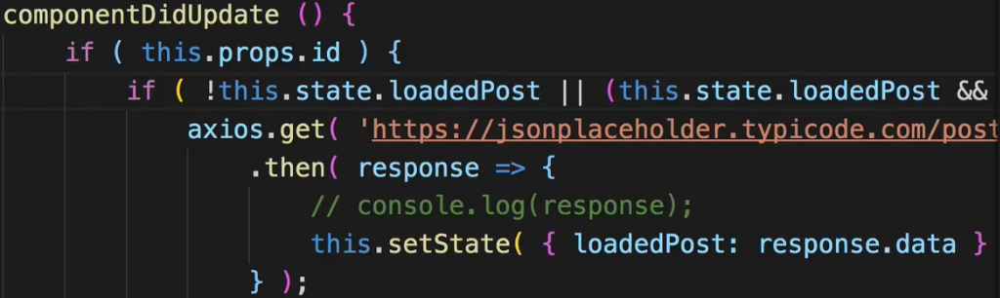 componentDidUpdate () {
if ( this.props.id ) {
if ( !this.state.loadedPost || (this.state.loadedPost &&
axios.get( 'https://jsonplaceholder.typicode.com/post
.then( response => {
// console.log(response);
this.setState( { loadedPost: response.data }
} );